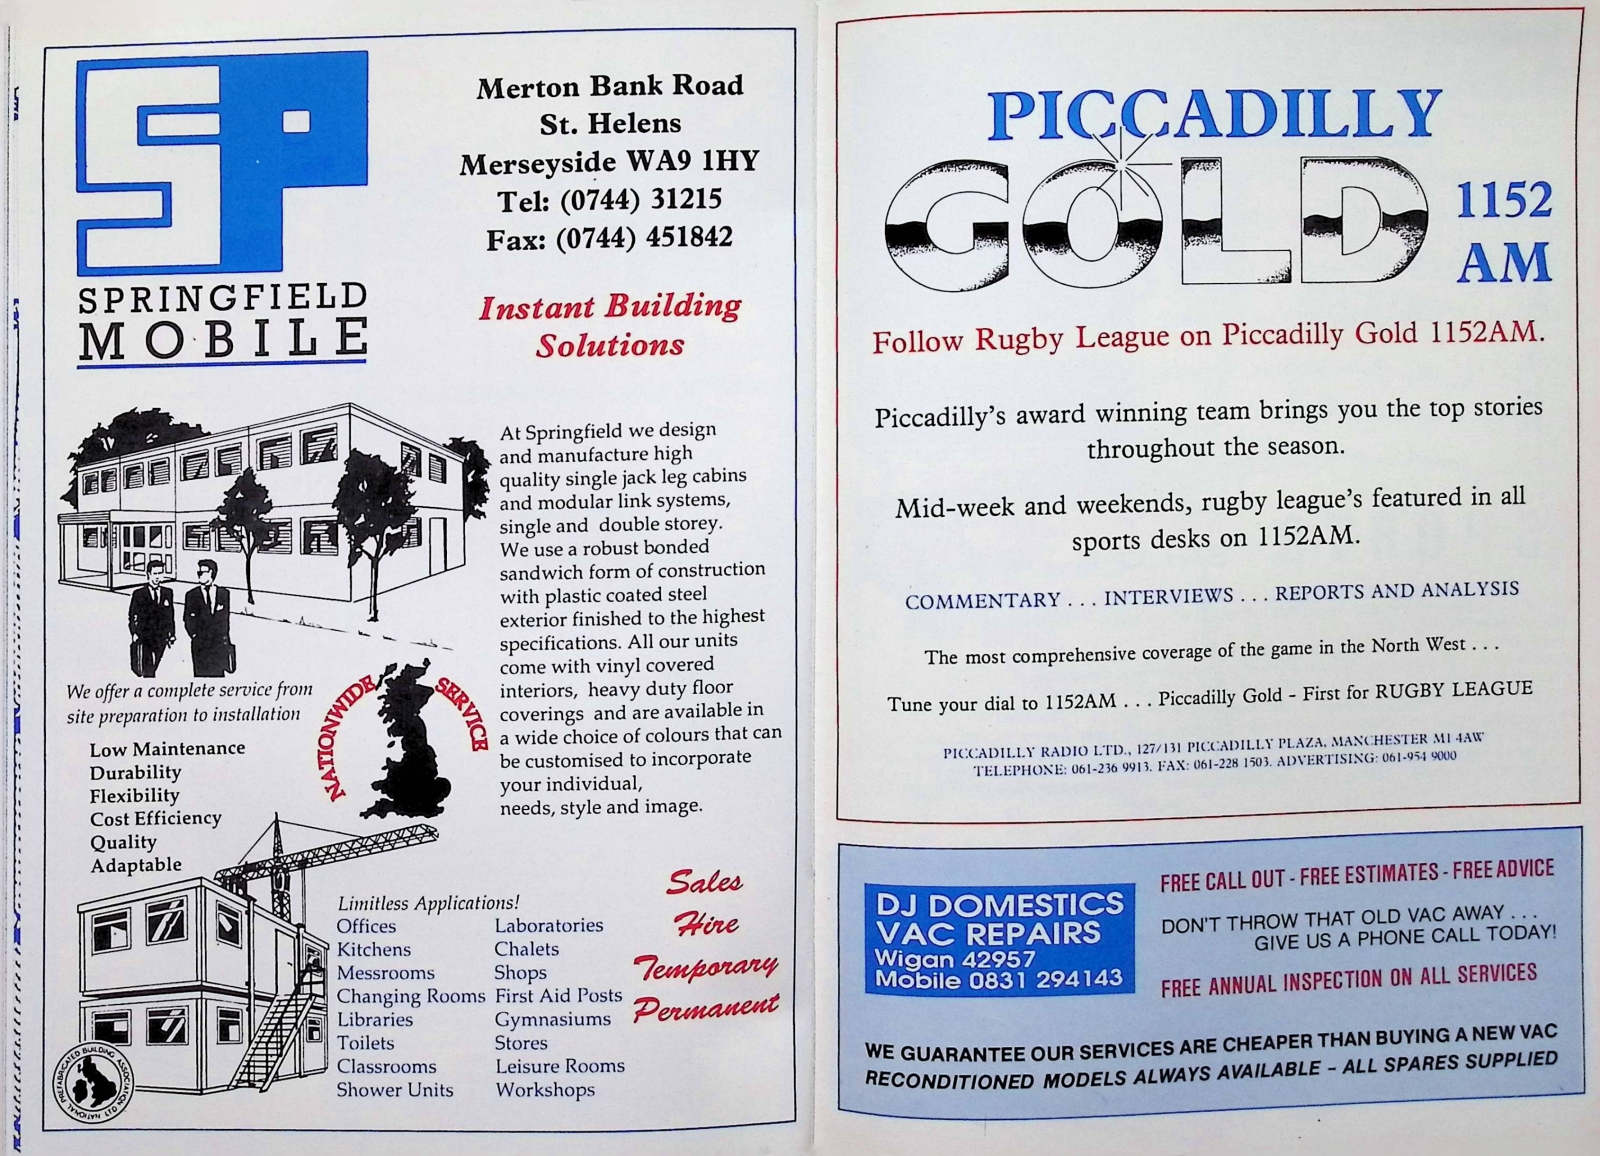 SP
SPRINGFIELD
MOBILE
Merton Bank Road
St. Helens
Merseyside WA9 1HY
Tel: (0744) 31215
Fax: (0744) 451842
Instant Building
Solutions
At Springfield we design
and manufacture high
quality single jack leg cabins
and modular link systems,
single and double storey.
We use a robust bonded
sandwich form of construction
with plastic coated steel
exterior finished to the highest
specifications. All our units
come with vinyl covered
interiors, heavy duty floor
coverings and are available in
a wide choice of colours that can
be customised to incorporate
your individual,
needs, style and image.
We offer a complete service from
site preparation to installation
NATIONWIDE SERVICE
Low Maintenance
Durability
Flexibility
Cost Efficiency
Quality
Adaptable
Limitless Applications!
Offices
Kitchens
Messrooms
Changing Rooms
Libraries
Toilets
Classrooms
Shower Units
Laboratories
Chalets
Shops
First Aid Posts
Gymnasiums
Stores
Leisure Rooms
Workshops
Sales
Hire
Temporary
Permanent
NATIONAL PREFABRICATED BUILDING ASSOCIATION LTD
PICCADILLY
GOLD
1152
AM
Follow Rugby League on Piccadilly Gold 1152AM.
Piccadilly's award winning team brings you the top stories
throughout the season.
Mid-week and weekends, rugby league's featured in all
sports desks on 1152AM.
COMMENTARY . . . INTERVIEWS . . . REPORTS AND ANALYSIS
The most comprehensive coverage of the game in the North West . . .
Tune your dial to 1152AM . . . Piccadilly Gold - First for RUGBY LEAGUE
PICCADILLY RADIO LTD., 127/131 PICCADILLY PLAZA, MANCHESTER M1 4AW
TELEPHONE: 061-236 9913. FAX: 061-228 1503. ADVERTISING: 061-954 9000
DJ DOMESTICS
VAC REPAIRS
Wigan 42957
Mobile 0831 294143
FREE CALL OUT - FREE ESTIMATES - FREE ADVICE
DON'T THROW THAT OLD VAC AWAY . . .
GIVE US A PHONE CALL TODAY!
FREE ANNUAL INSPECTION ON ALL SERVICES
WE GUARANTEE OUR SERVICES ARE CHEAPER THAN BUYING A NEW VAC
RECONDITIONED MODELS ALWAYS AVAILABLE - ALL SPARES SUPPLIED